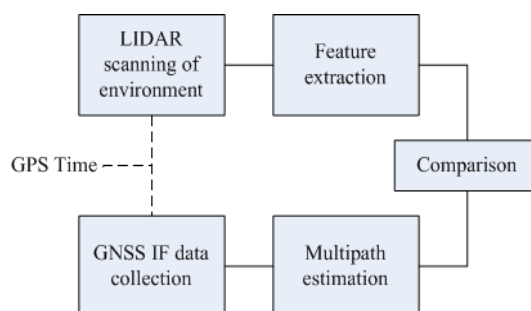 LIDAR
scanning of
environment
Feature
extraction
GPS Time
Comparison
GNSS IF data
collection
Multipath
estimation